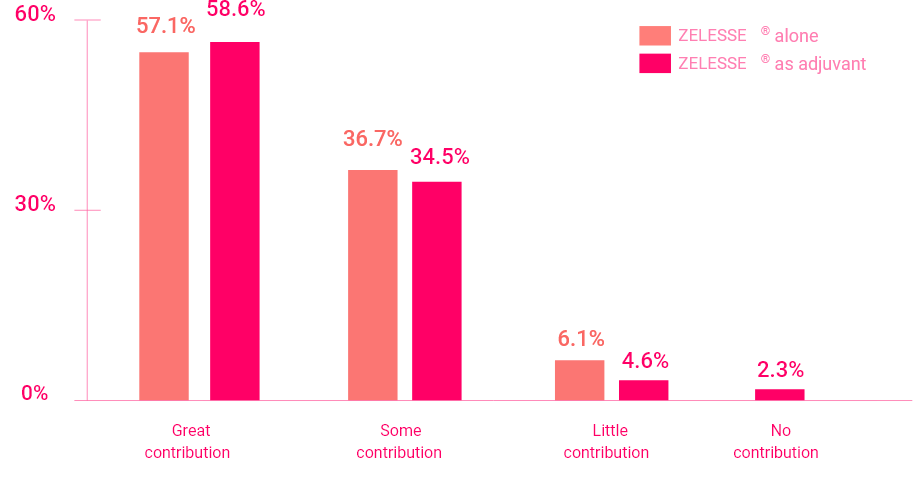 60%
30%
0%
57.1%
58.6%
36.7%
34.5%
6.1%
4.6%
2.3%
ZELESSE ® alone
ZELESSE ® as adjuvant
Great
contribution
Some
contribution
Little
contribution
No
contribution